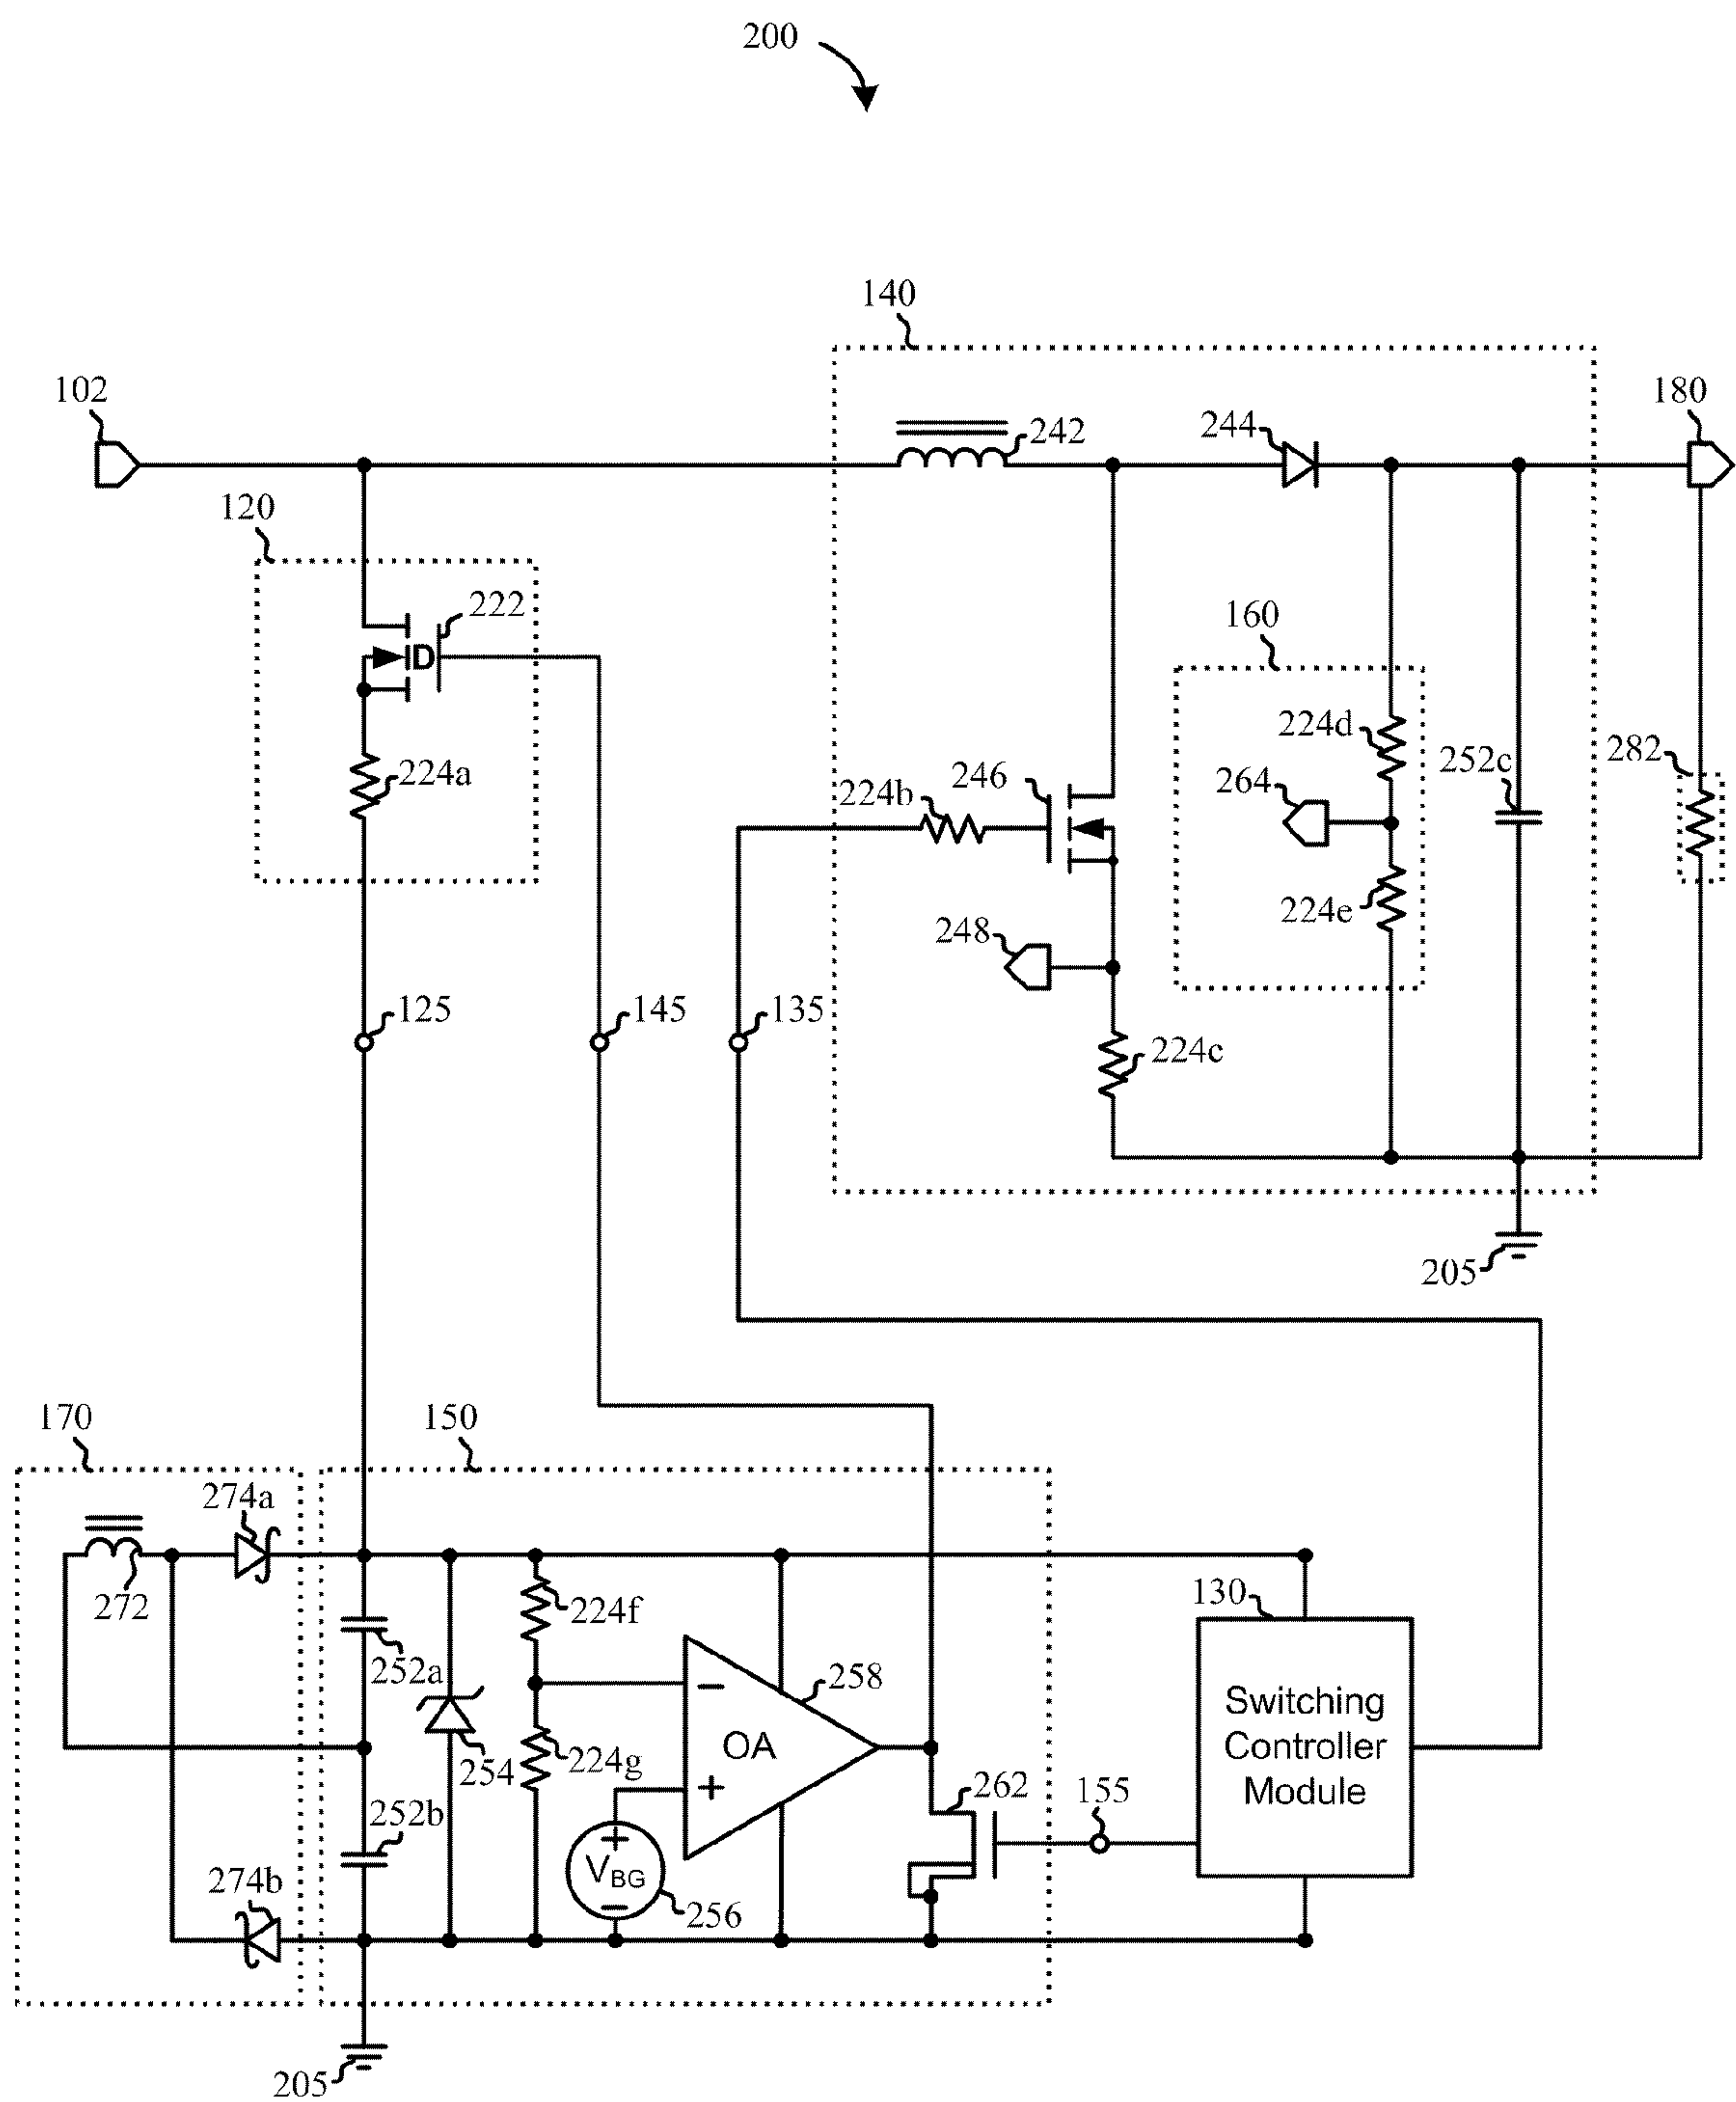 200
140
102
242
244
180
120
222
160
224a
224b
246
224d
264
252c
282
224e
248
125
145
135
224c
205
170
150
274a
272
224f
130
252a
258
Switching
Controller
Module
OA
−
+
254
224g
262
155
252b
+
VBG
−
256
274b
205
D